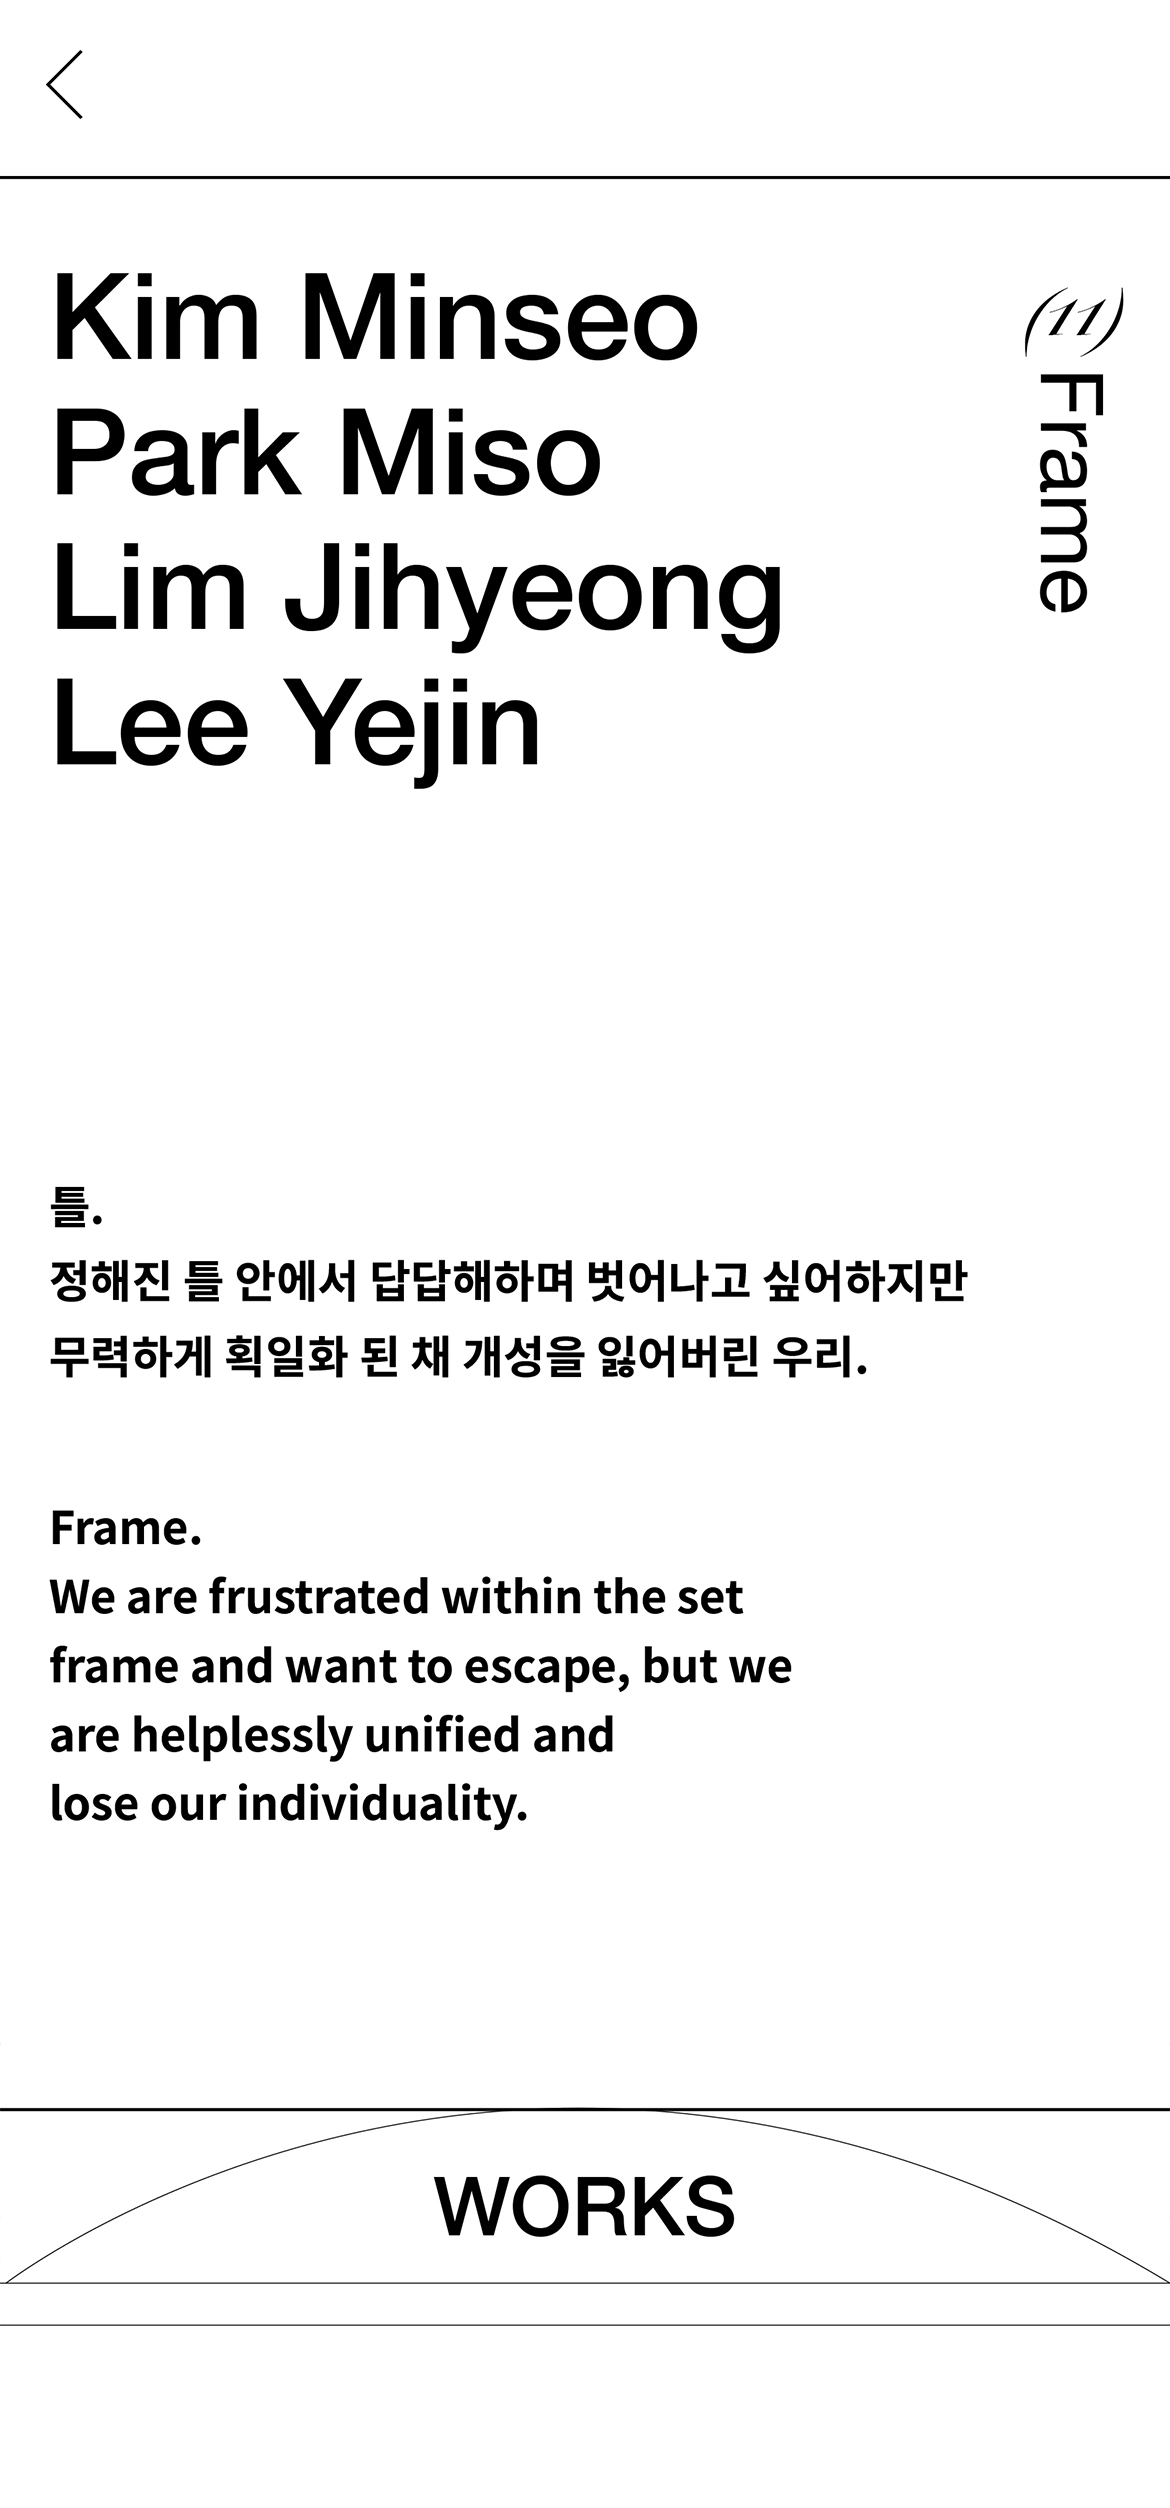 Kim Minseo
Park Miso
Lim Jihyeong
Lee Yejin
Frame
틀.
정해진 틀 안에서 답답해하며 벗어나고 싶어하지만
무력하게 획일화 되며 개성을 잃어버린 우리.
Frame.
We are frustrated within the set
frame and want to escape, but we
are helplessly unified and
lose our individuality.
WORKS